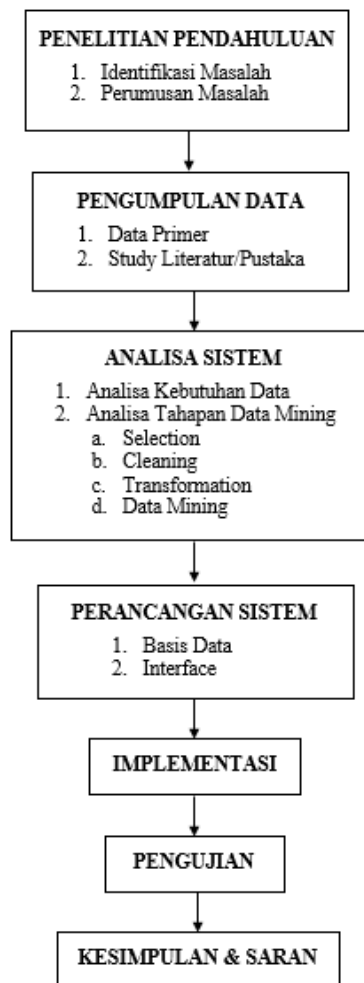 PENELITIAN PENDAHULUAN
1. Identifikasi Masalah
2. Perumusan Masalah
PENGUMPULAN DATA
1. Data Primer
2. Study Literatur/Pustaka
ANALISA SISTEM
1. Analisa Kebutuhan Data
2. Analisa Tahapan Data Mining
a. Selection
b. Cleaning
c. Transformation
d. Data Mining
PERANCANGAN SISTEM
1. Basis Data
2. Interface
IMPLEMENTASI
PENGUJIAN
KESIMPULAN & SARAN